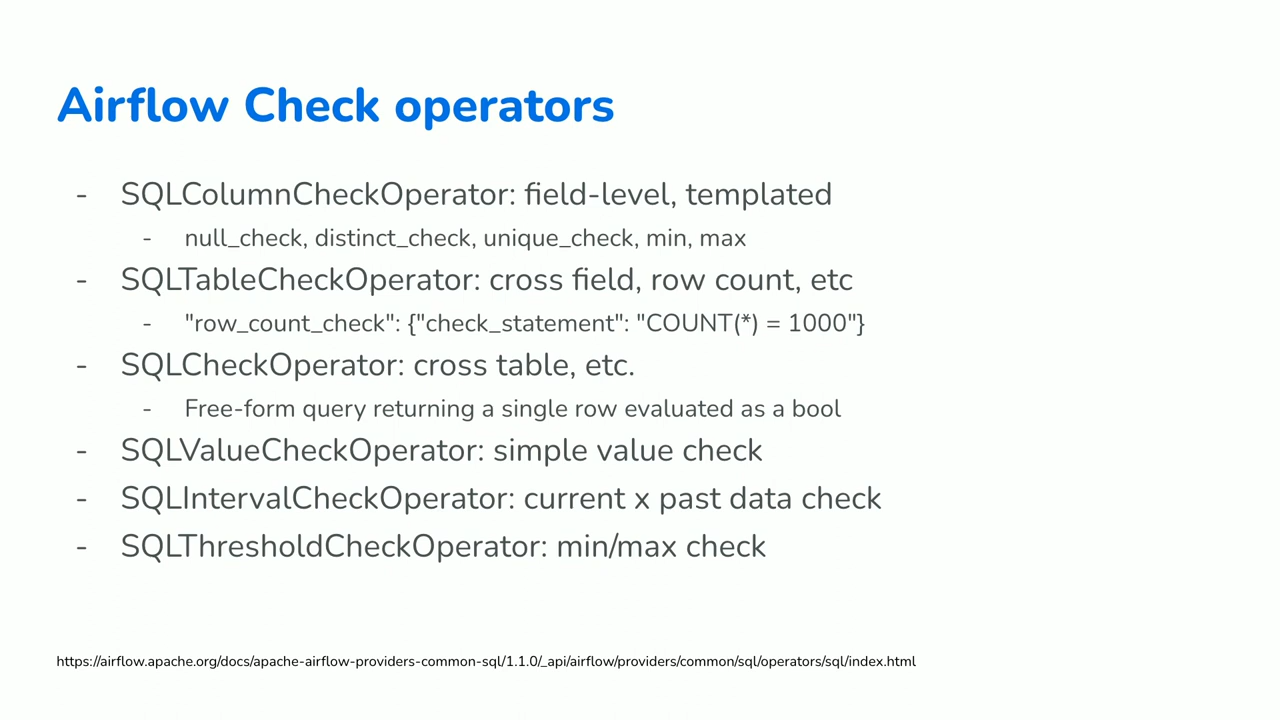 Airflow Check operators
- SQLColumnCheckOperator: field-level, templated
- null_check, distinct_check, unique_check, min, max
- SQLTableCheckOperator: cross field, row count, etc
- "row_count_check": {"check_statement": "COUNT(*) = 1000"}
- SQLCheckOperator: cross table, etc.
- Free-form query returning a single row evaluated as a bool
- SQLValueCheckOperator: simple value check
- SQLIntervalCheckOperator: current x past data check
- SQLThresholdCheckOperator: min/max check
https://airflow.apache.org/docs/apache-airflow-providers-common-sql/1.1.0/_api/airflow/providers/common/sql/operators/sql/index.html